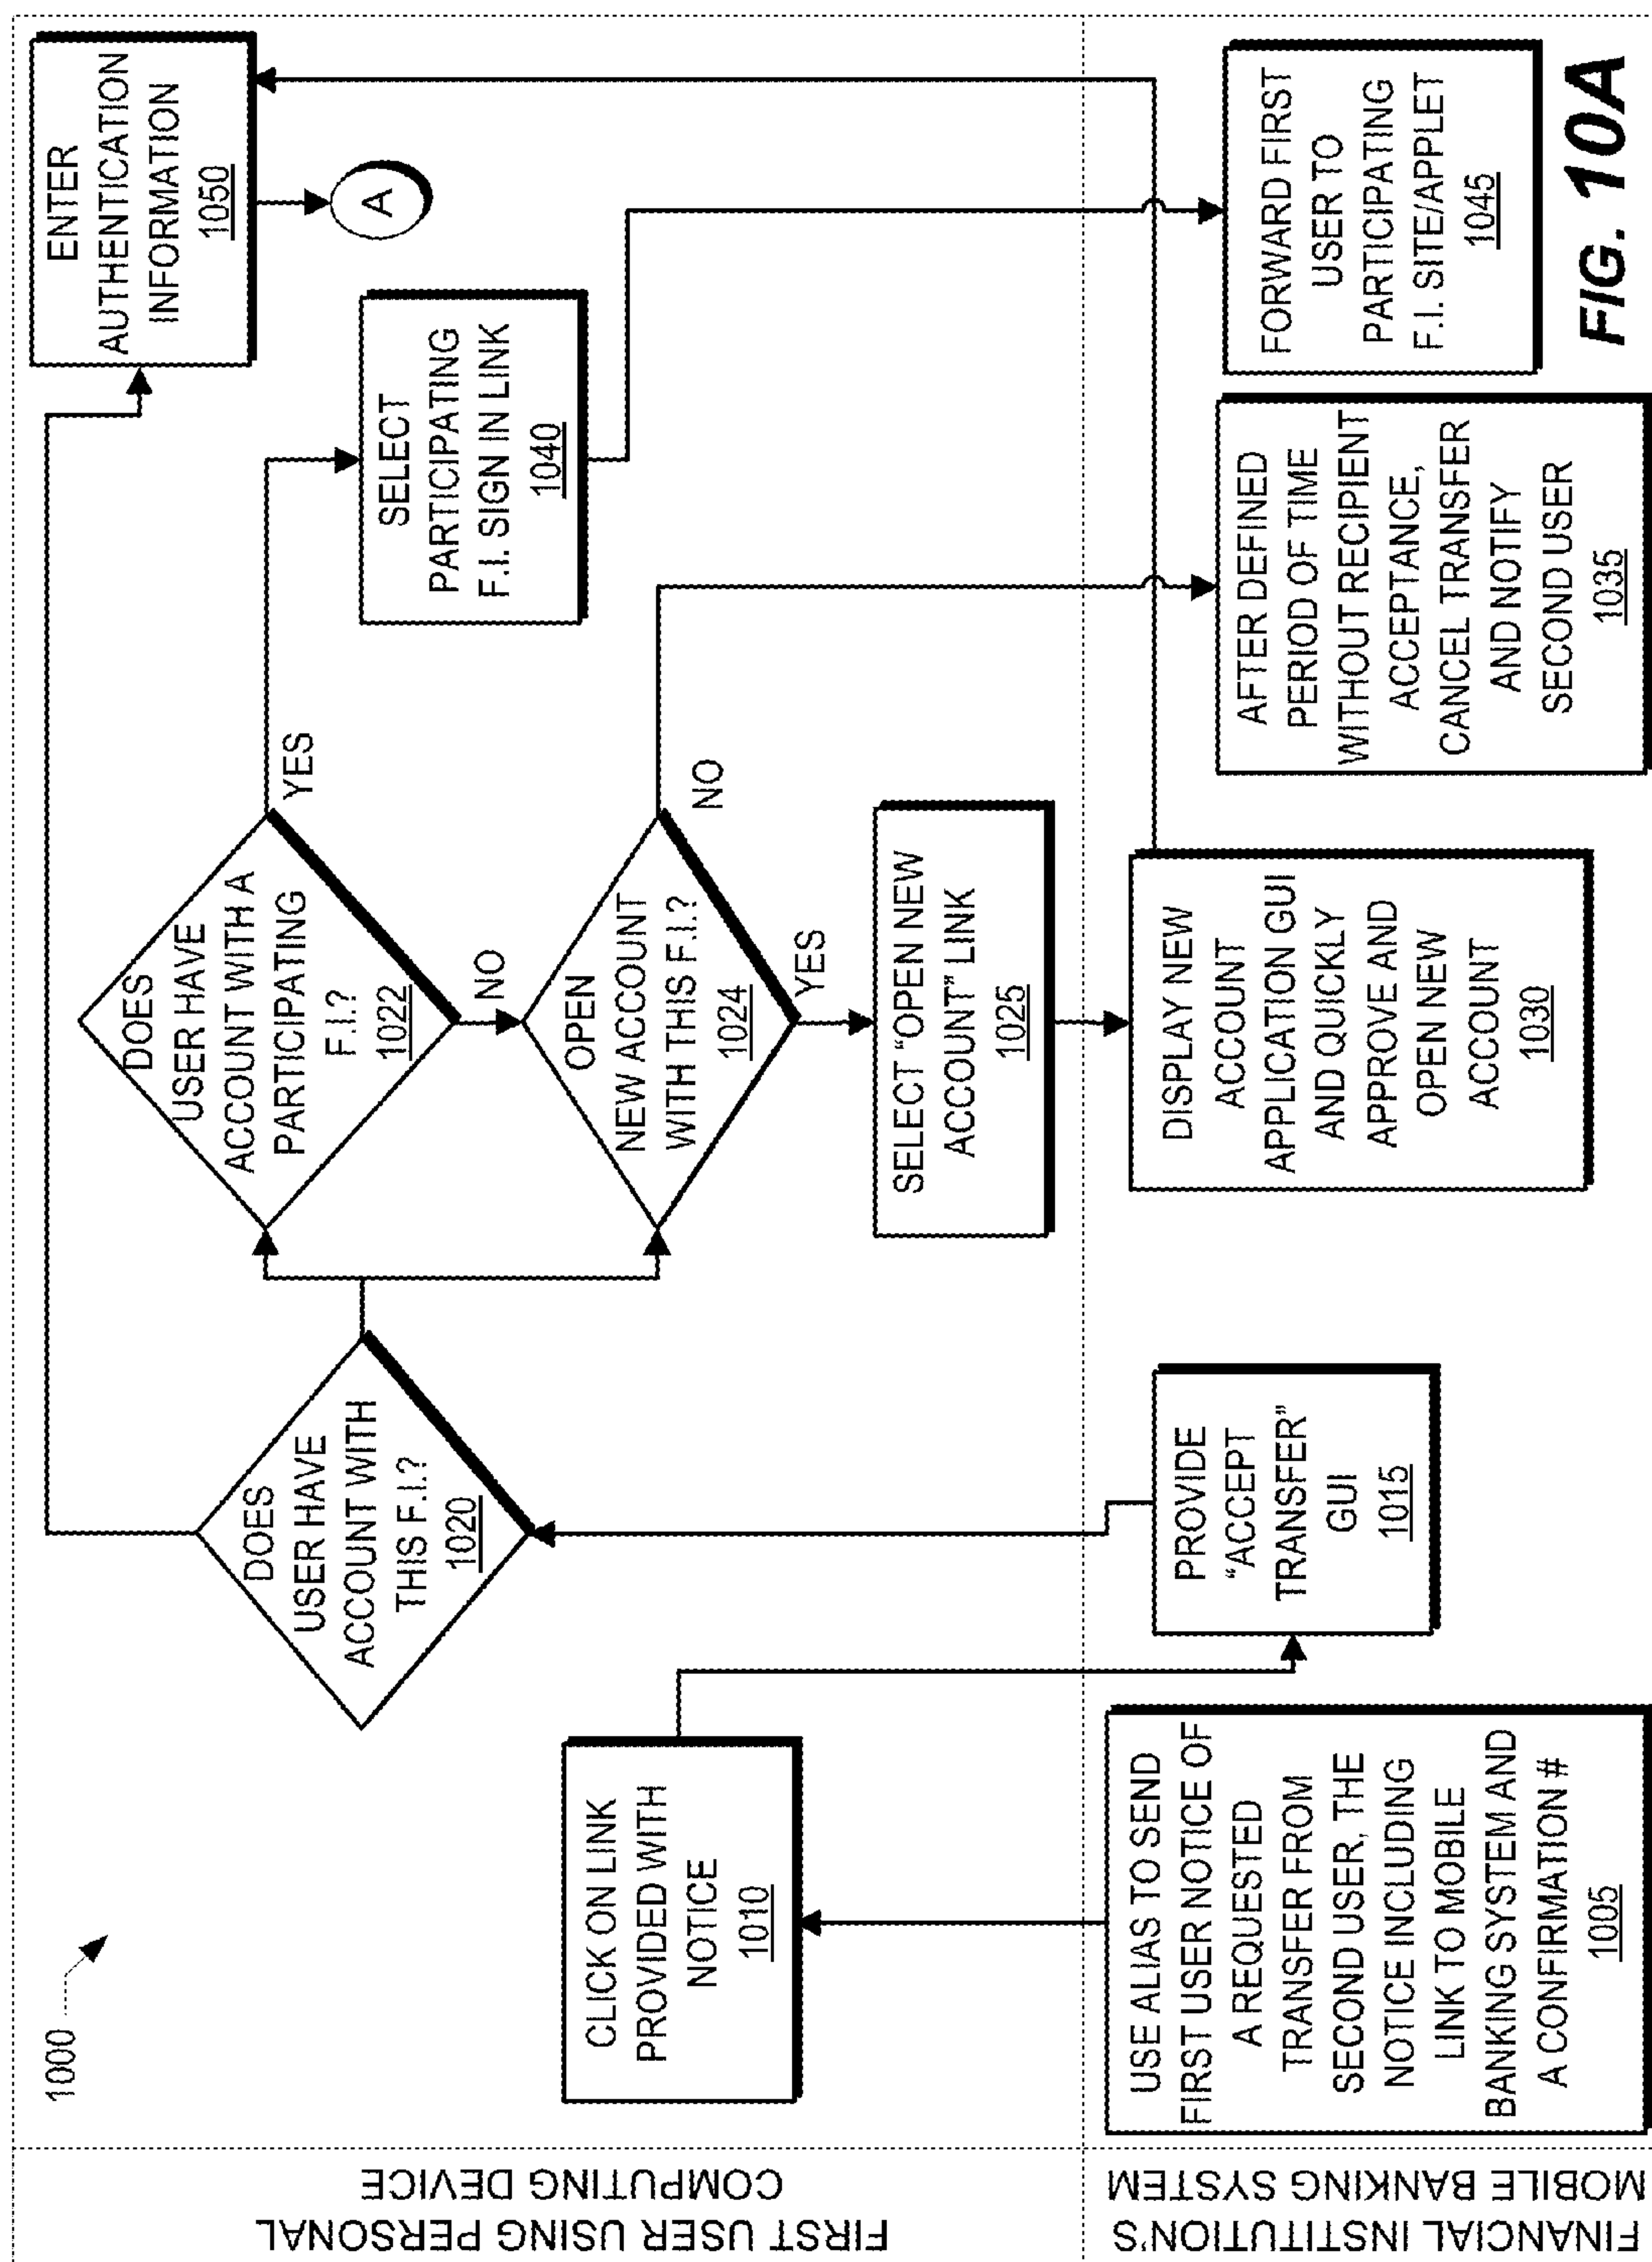 1000
FIRST USER USING PERSONAL
COMPUTING DEVICE
FINANCIAL INSTITUTION'S
MOBILE BANKING SYSTEM
USE ALIAS TO SEND
FIRST USER NOTICE OF
A REQUESTED
TRANSFER FROM
SECOND USER, THE
NOTICE INCLUDING
LINK TO MOBILE
BANKING SYSTEM AND
A CONFIRMATION #
1005
CLICK ON LINK
PROVIDED WITH
NOTICE
1010
PROVIDE
“ACCEPT
TRANSFER”
GUI
1015
DOES
USER HAVE
ACCOUNT WITH
THIS F.I.?
1020
DOES
USER HAVE
ACCOUNT WITH A
PARTICIPATING
F.I.?
1022
YES
NO
OPEN
NEW ACCOUNT
WITH THIS F.I.?
1024
NO
YES
SELECT “OPEN NEW
ACCOUNT” LINK
1025
DISPLAY NEW
ACCOUNT
APPLICATION GUI
AND QUICKLY
APPROVE AND
OPEN NEW
ACCOUNT
1030
AFTER DEFINED
PERIOD OF TIME
WITHOUT RECIPIENT
ACCEPTANCE,
CANCEL TRANSFER
AND NOTIFY
SECOND USER
1035
SELECT
PARTICIPATING
F.I. SIGN IN LINK
1040
FORWARD FIRST
USER TO
PARTICIPATING
F.I. SITE/APPLET
1045
ENTER
AUTHENTICATION
INFORMATION
1050
A
FIG. 10A